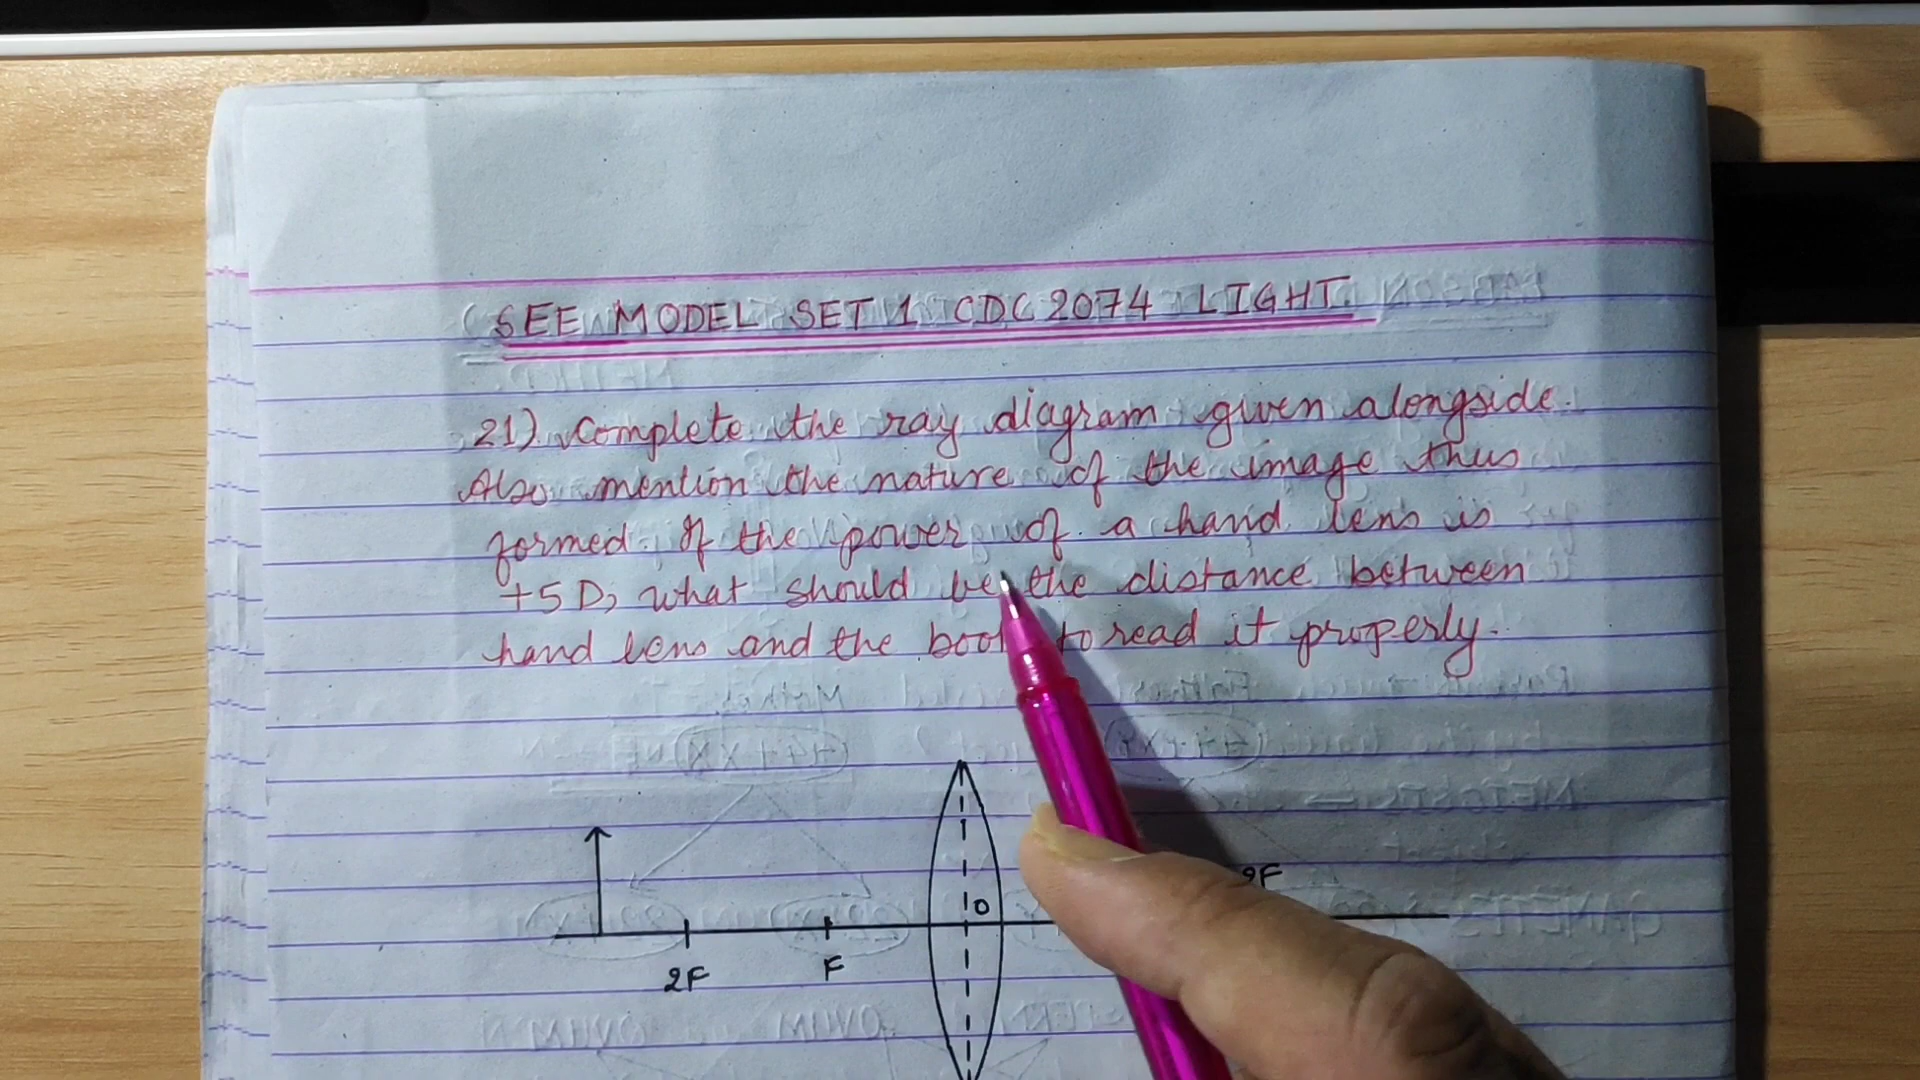 SEE MODEL SET 1 CDC 2074 LIGHT.
21). Complete the ray diagram given alongside.
Also mention the nature of the image thus
formed. If the power of a hand lens is
+5D, what should be the distance between
hand lens and the book to read it properly.
2F
O
2F F